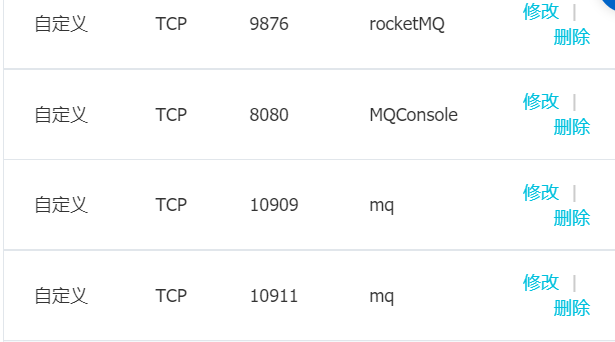 自定义 TCP 9876 rocketMQ 修改 |
删除
自定义 TCP 8080 MQConsole 修改 |
删除
自定义 TCP 10909 mq 修改 |
删除
自定义 TCP 10911 mq 修改 |
删除